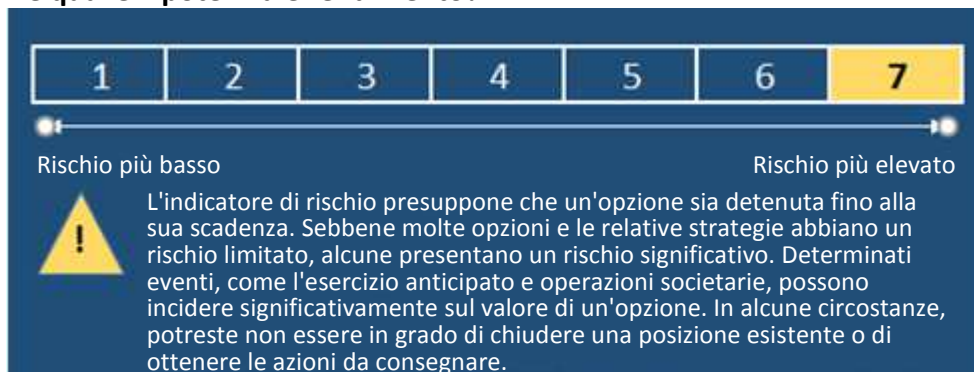 1 2 3 4 5 6 7
Rischio più basso Rischio più elevato
!
L'indicatore di rischio presuppone che un'opzione sia detenuta fino alla
sua scadenza. Sebbene molte opzioni e le relative strategie abbiano un
rischio limitato, alcune presentano un rischio significativo. Determinati
eventi, come l'esercizio anticipato e operazioni societarie, possono
incidere significativamente sul valore di un'opzione. In alcune circostanze,
potreste non essere in grado di chiudere una posizione esistente o di
ottenere le azioni da consegnare.